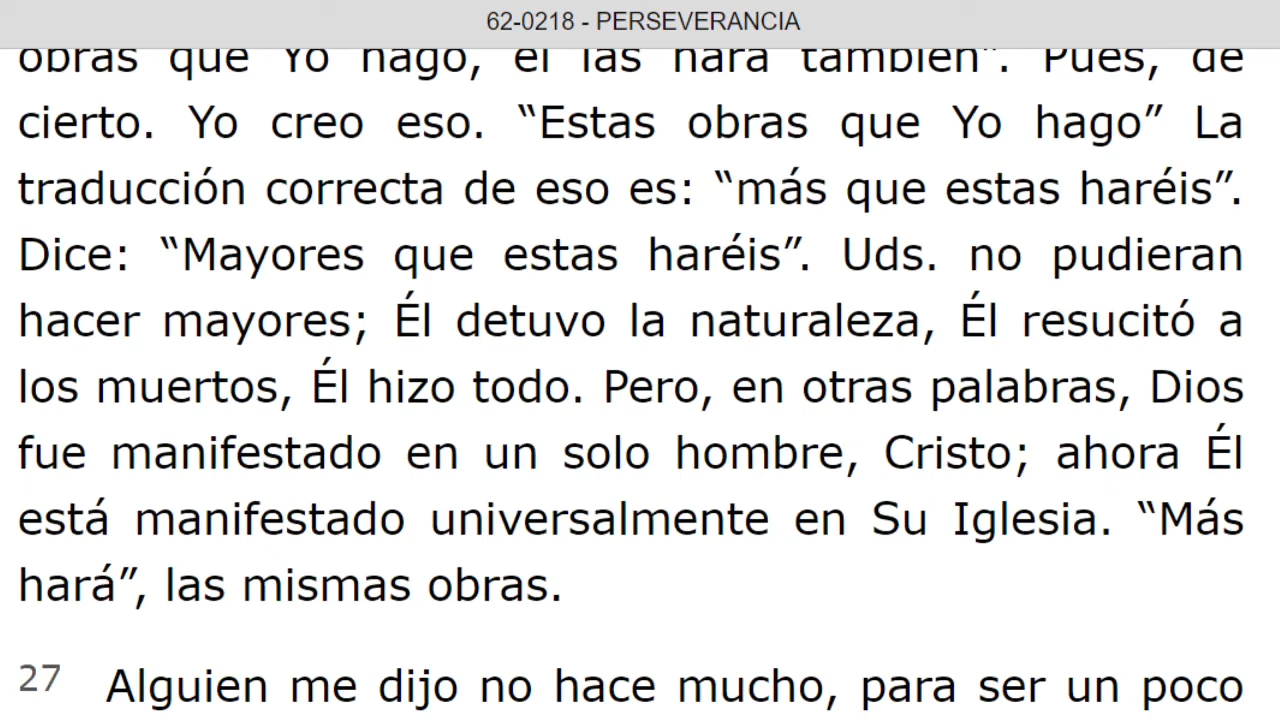 62-0218 - PERSEVERANCIA
obras que Yo hago, él las hará también”. Pues, de
cierto. Yo creo eso. “Estas obras que Yo hago” La
traducción correcta de eso es: “más que estas haréis”.
Dice: “Mayores que estas haréis”. Uds. no pudieran
hacer mayores; Él detuvo la naturaleza, Él resucitó a
los muertos, Él hizo todo. Pero, en otras palabras, Dios
fue manifestado en un solo hombre, Cristo; ahora Él
está manifestado universalmente en Su Iglesia. “Más
hará”, las mismas obras.
27 Alguien me dijo no hace mucho, para ser un poco